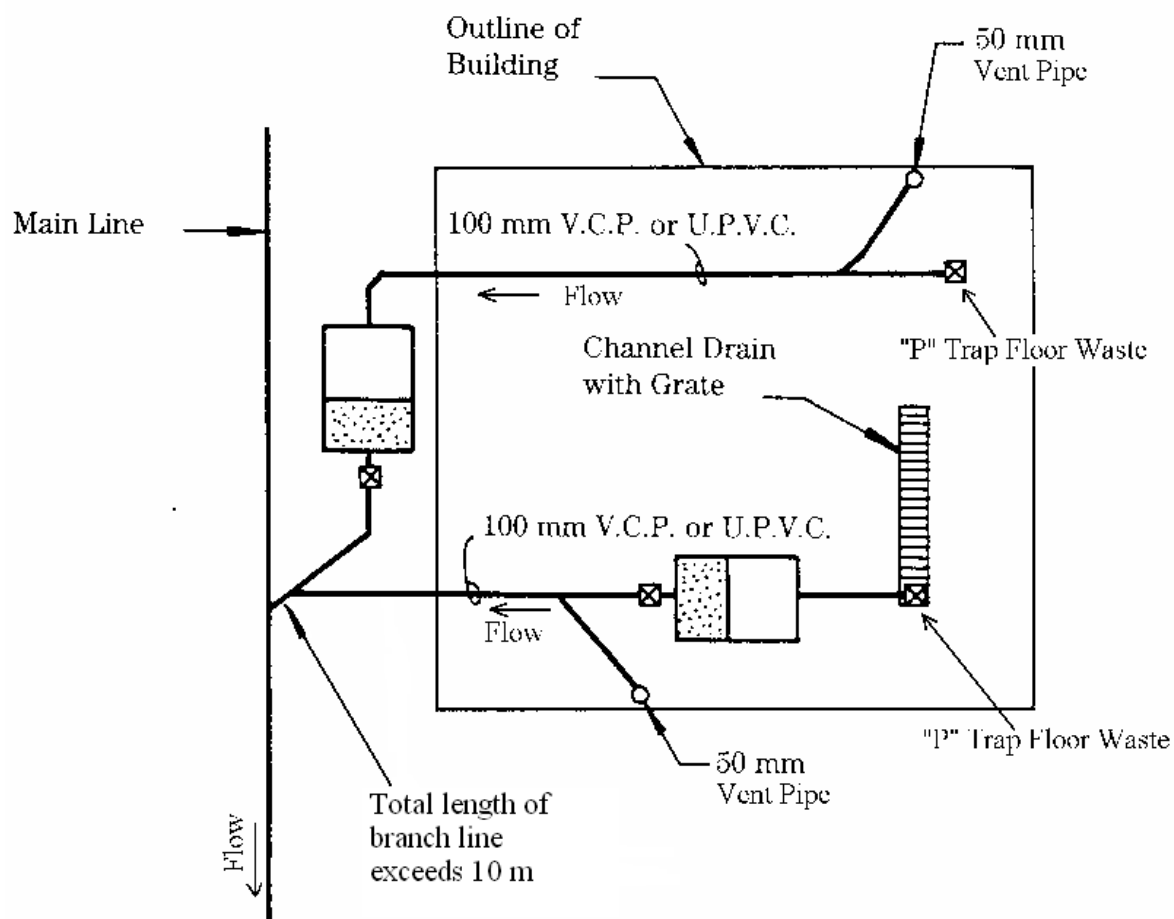 Outline of
Building
50 mm
Vent Pipe
Main Line
100 mm V.C.P. or U.P.V.C.
Flow
"P" Trap Floor Waste
Channel Drain
with Grate
100 mm V.C.P. or U.P.V.C.
Flow
"P" Trap Floor Waste
50 mm
Vent Pipe
Total length of
branch line
exceeds 10 m
Flow